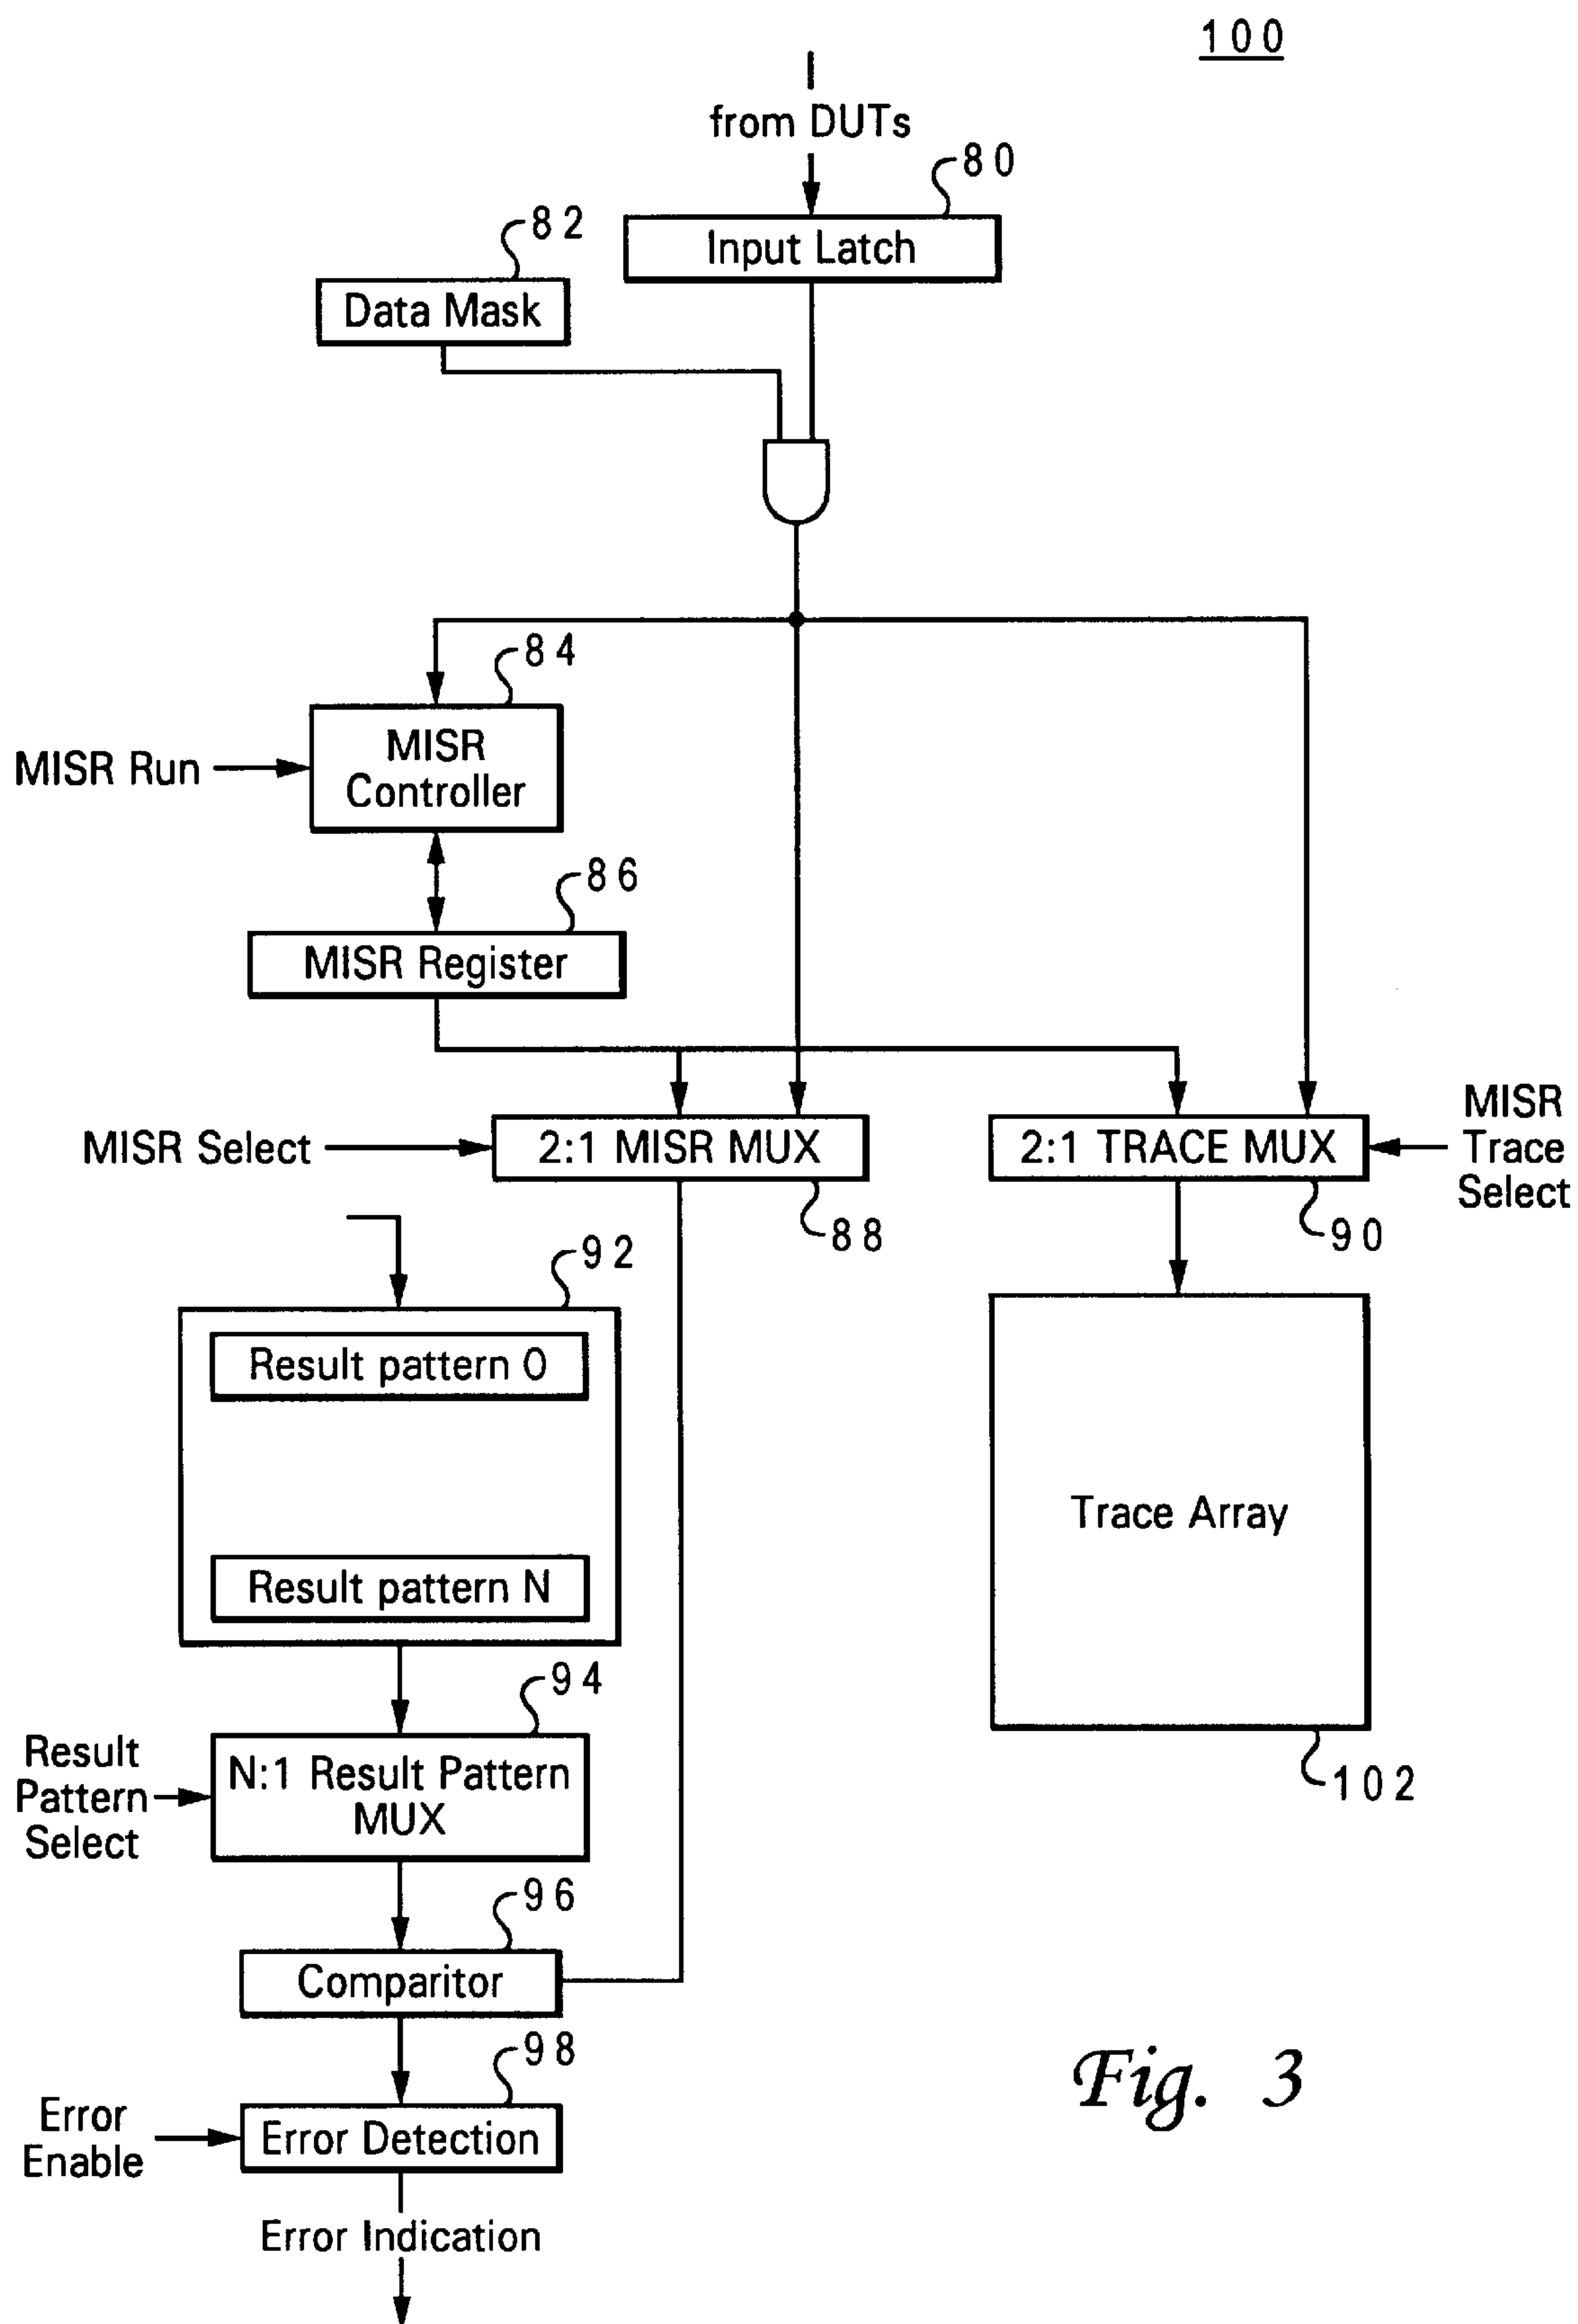 100
from DUTs
80
Input Latch
82
Data Mask
84
MISR
Controller
MISR Run
86
MISR Register
MISR Select
2:1 MISR MUX
88
2:1 TRACE MUX
90
MISR
Trace
Select
92
Result pattern 0
Result pattern N
Trace Array
102
94
Result
Pattern
Select
N:1 Result Pattern
MUX
96
Comparitor
98
Error
Enable
Error Detection
Error Indication
Fig. 3